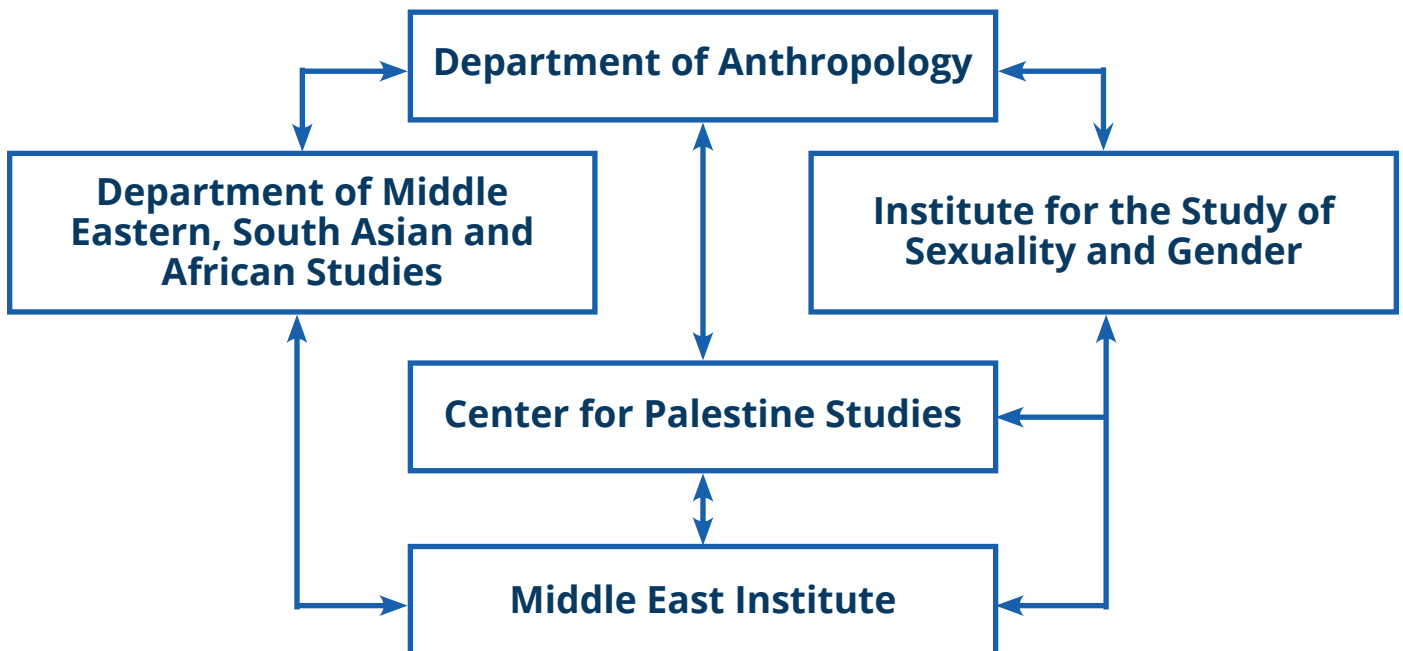 Department of Anthropology
Department of Middle
Eastern, South Asian and
African Studies
Institute for the Study of
Sexuality and Gender
Center for Palestine Studies
Middle East Institute